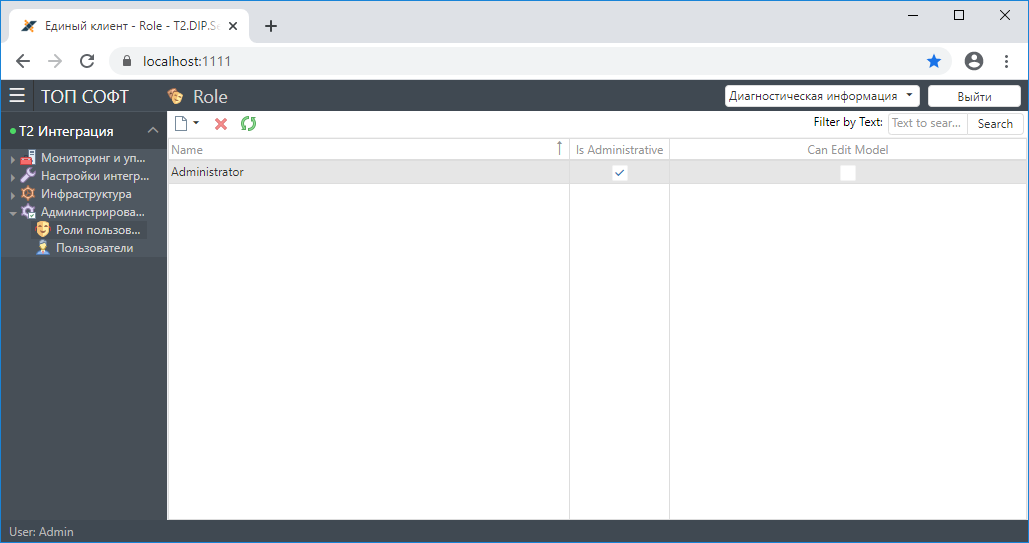 Единый клиент - Role - T2.DIP.Se
localhost:1111
ТОП СОФТ
Role
Диагностическая информация
Выйти
T2 Интеграция
Filter by Text:
Text to sear...
Search
Мониторинг и уп...
Настройки интегр...
Инфраструктура
Администрирова...
Роли пользов...
Пользователи
Name
Is Administrative
Can Edit Model
Administrator
User: Admin